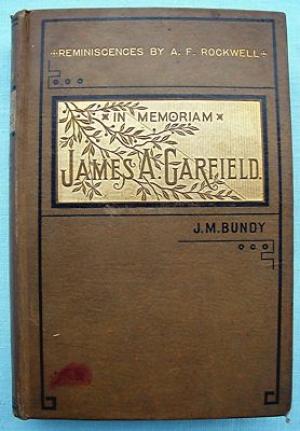 REMINISCENCES BY A. F. ROCKWELL
IN MEMORIAM
JAMES A. GARFIELD.
J. M. BUNDY